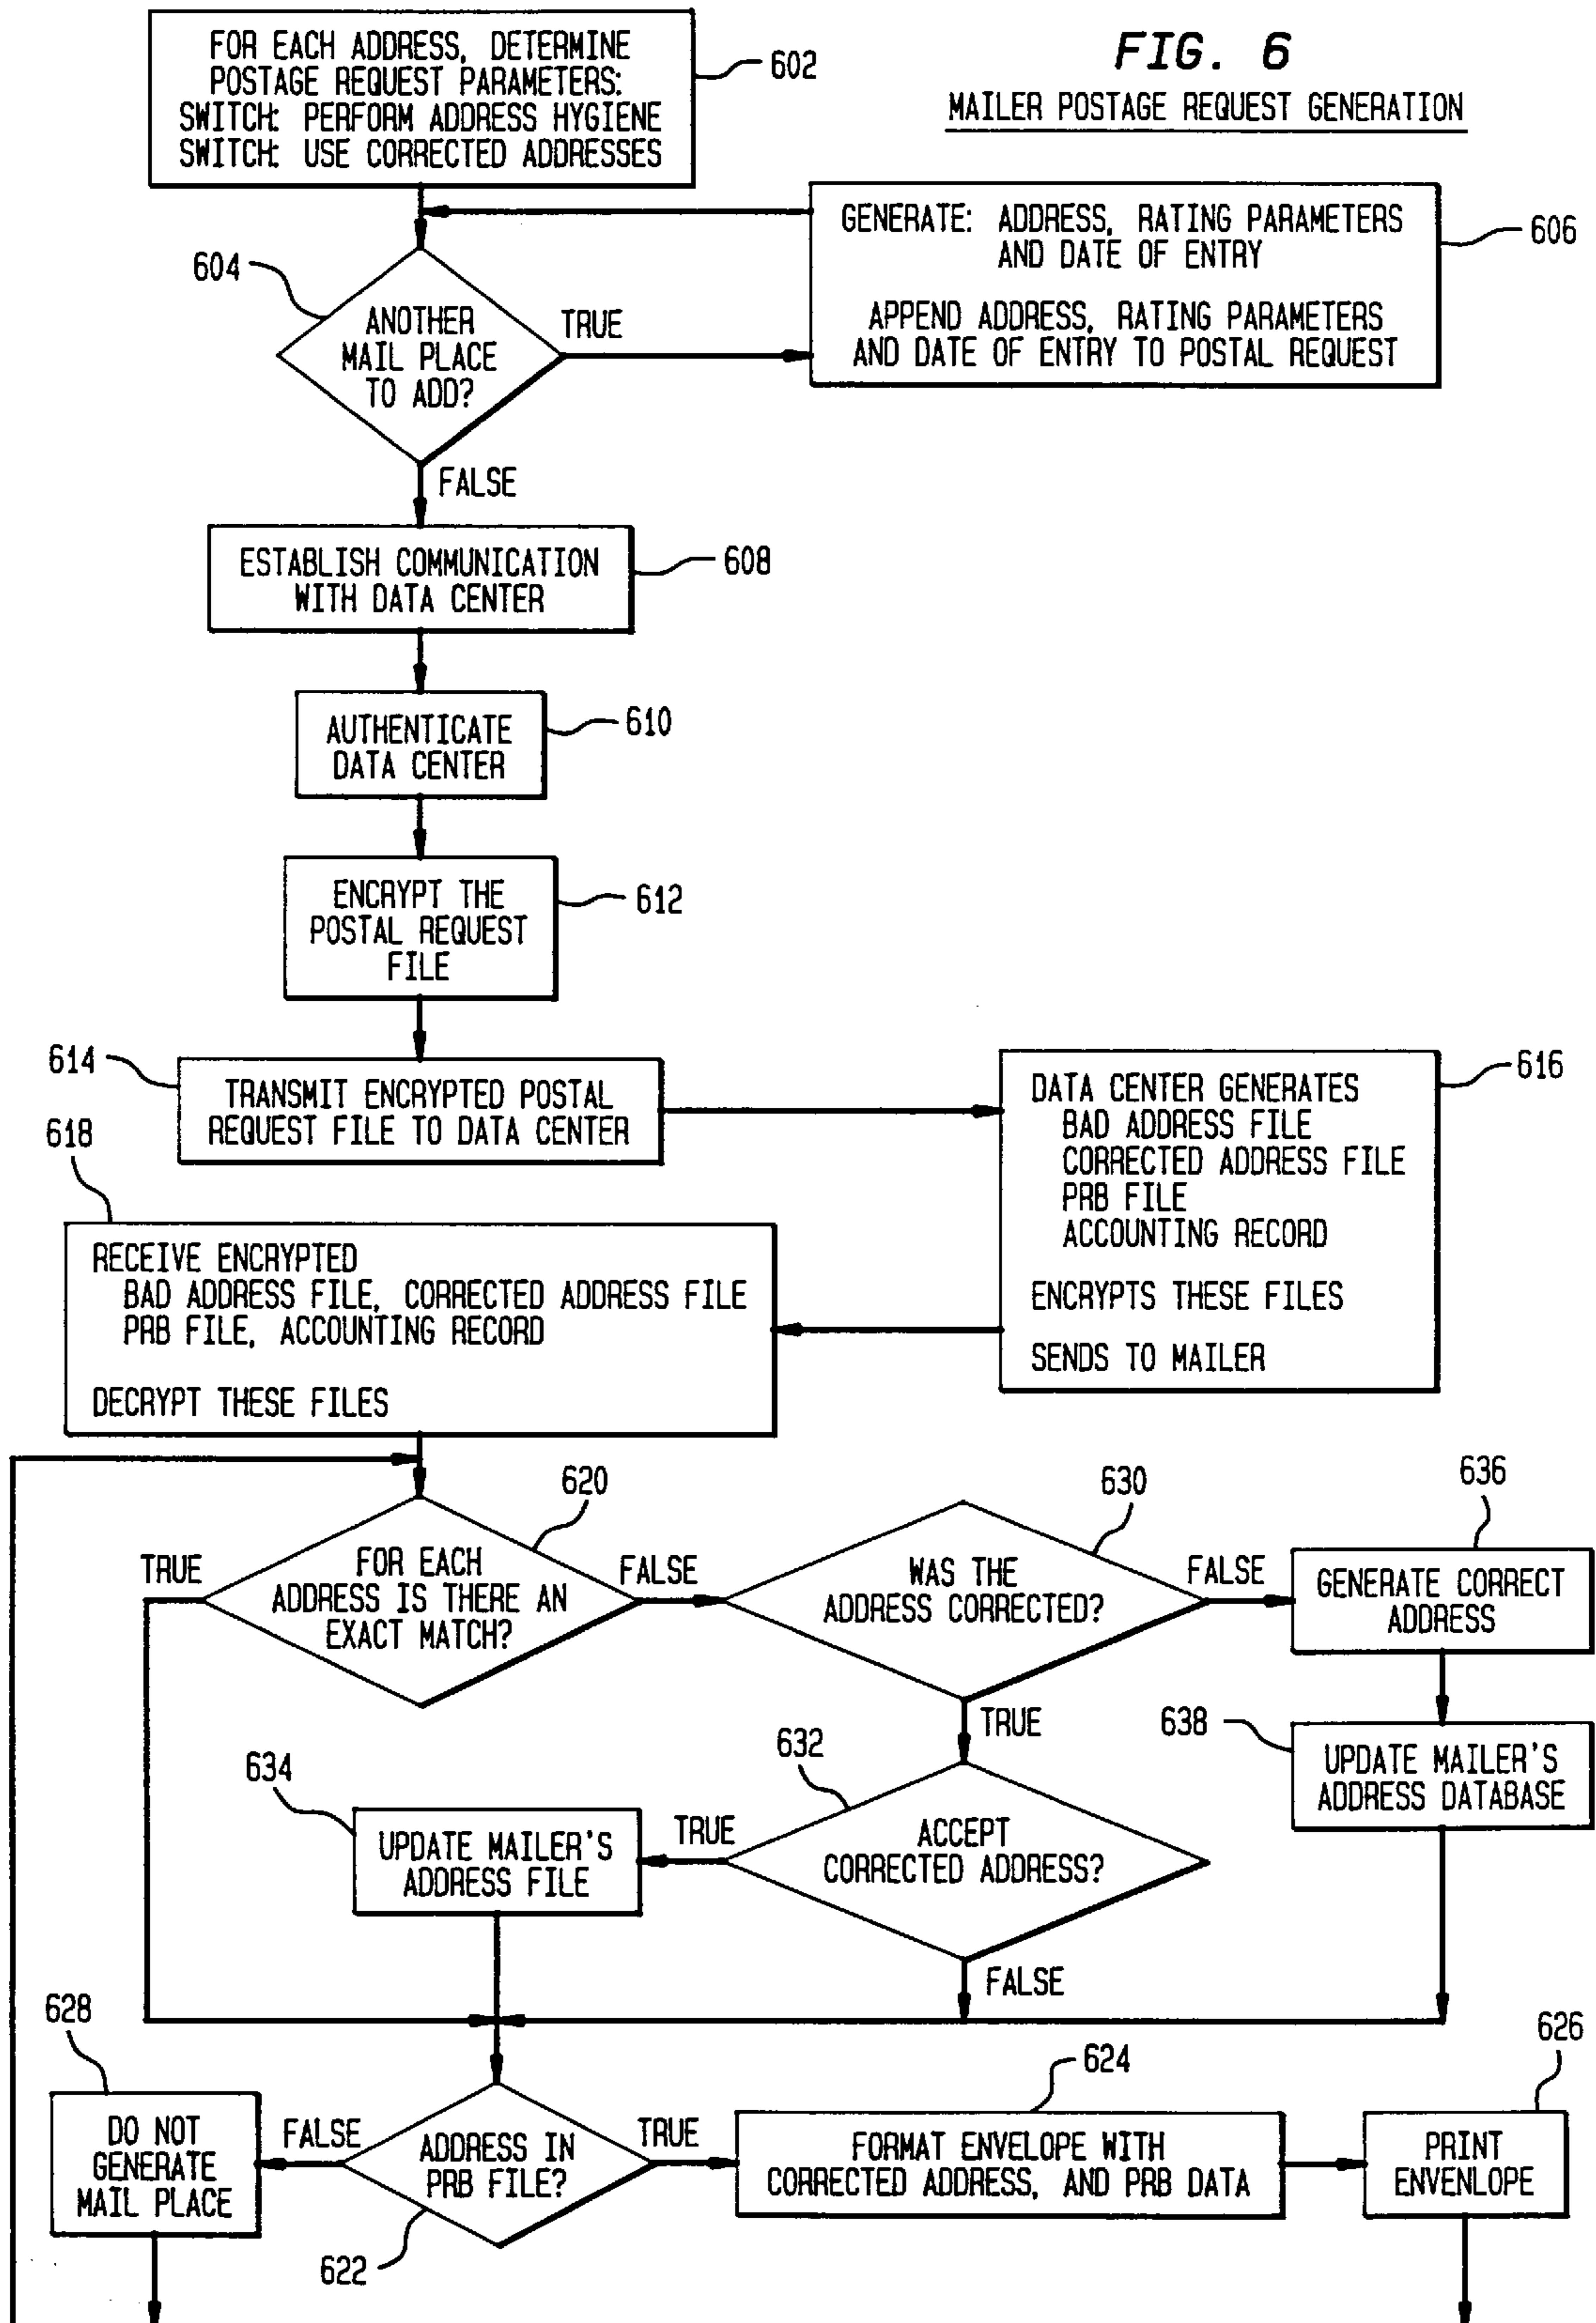 FIG. 6
MAILER POSTAGE REQUEST GENERATION
FOR EACH ADDRESS, DETERMINE
POSTAGE REQUEST PARAMETERS:
SWITCH: PERFORM ADDRESS HYGIENE
SWITCH: USE CORRECTED ADDRESSES
602
GENERATE: ADDRESS, RATING PARAMETERS
AND DATE OF ENTRY
APPEND ADDRESS, RATING PARAMETERS
AND DATE OF ENTRY TO POSTAL REQUEST
606
604
ANOTHER
MAIL PLACE
TO ADD?
TRUE
FALSE
ESTABLISH COMMUNICATION
WITH DATA CENTER
608
AUTHENTICATE
DATA CENTER
610
ENCRYPT THE
POSTAL REQUEST
FILE
612
614
TRANSMIT ENCRYPTED POSTAL
REQUEST FILE TO DATA CENTER
616
DATA CENTER GENERATES
BAD ADDRESS FILE
CORRECTED ADDRESS FILE
PRB FILE
ACCOUNTING RECORD
ENCRYPTS THESE FILES
SENDS TO MAILER
618
RECEIVE ENCRYPTED
BAD ADDRESS FILE, CORRECTED ADDRESS FILE
PRB FILE, ACCOUNTING RECORD
DECRYPT THESE FILES
620
TRUE
FOR EACH
ADDRESS IS THERE AN
EXACT MATCH?
FALSE
630
WAS THE
ADDRESS CORRECTED?
FALSE
TRUE
636
GENERATE CORRECT
ADDRESS
638
UPDATE MAILER'S
ADDRESS DATABASE
632
ACCEPT
CORRECTED ADDRESS?
TRUE
FALSE
634
UPDATE MAILER'S
ADDRESS FILE
628
DO NOT
GENERATE
MAIL PLACE
FALSE
ADDRESS IN
PRB FILE?
TRUE
622
624
FORMAT ENVELOPE WITH
CORRECTED ADDRESS, AND PRB DATA
626
PRINT
ENVENLOPE